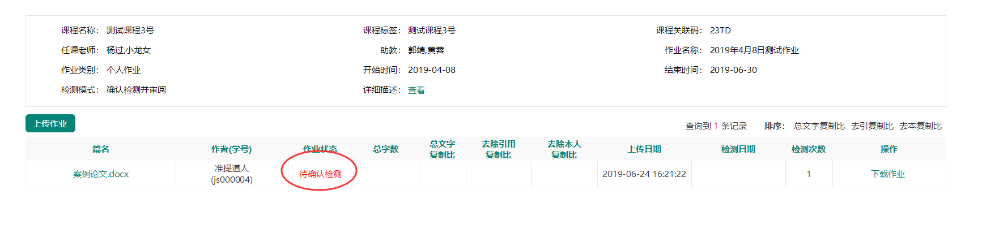 课程名称： 测试课程3号 课程标签： 测试课程3号 课程关联码： 23TD
任课老师： 杨过,小龙女 助教： 郭靖,黄蓉 作业名称： 2019年4月8日测试作业
作业类别： 个人作业 开始时间： 2019-04-08 结束时间： 2019-06-30
检测模式： 确认检测并审阅 详细描述： 查看
上传作业 查询到 1 条记录 排序： 总文字复制比 去引复制比 去本复制比
篇名 作者(学号) 作业状态 总字数 总文字复制比 去除引用复制比 去除本人复制比 上传日期 检测日期 检测次数 操作
案例论文.docx 准提道人(js000004) 待确认检测 2019-06-24 16:21:22 1 下载作业